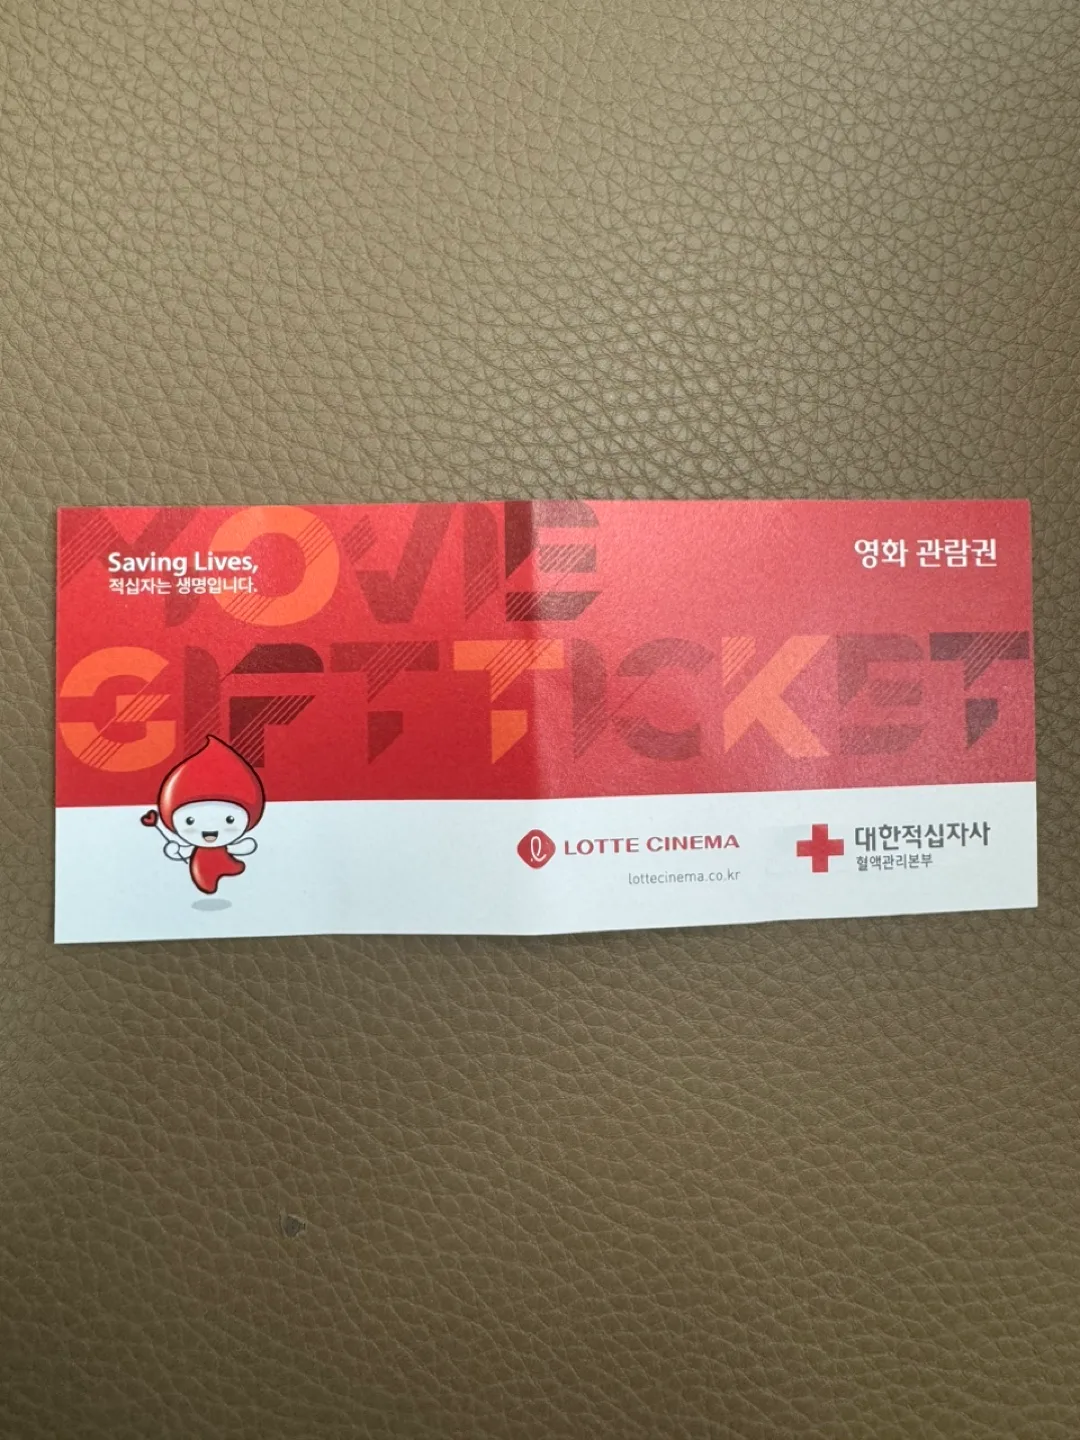 MOVIE
GIFT TICKET
Saving Lives,
적십자는 생명입니다.
영화 관람권
LOTTE CINEMA
lottecinema.co.kr
대한적십자사
혈액관리본부